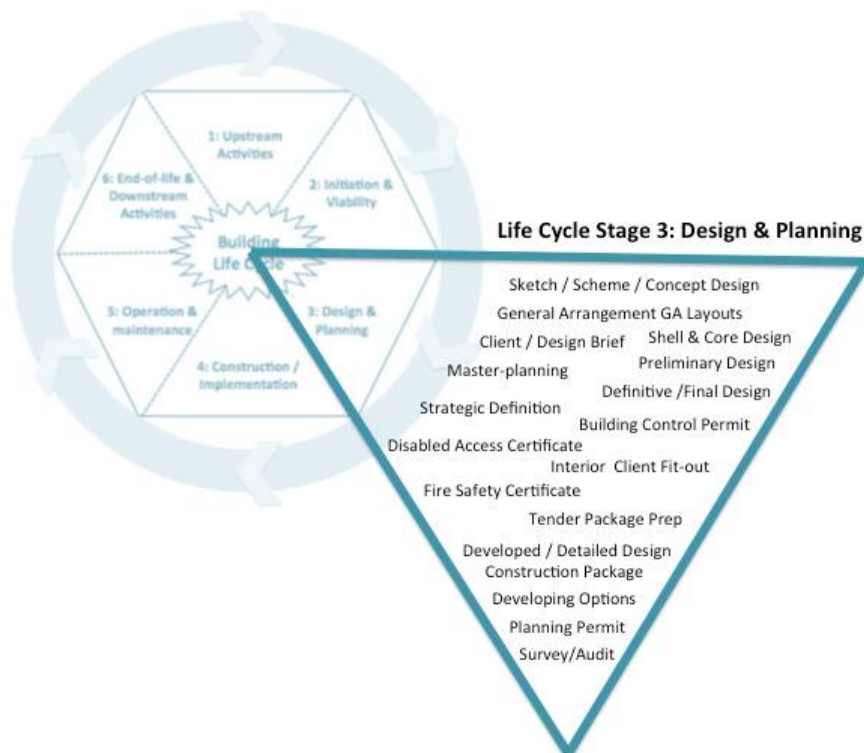 1: Upstream
Activities
6: End-of-life &
Downstream
Activities
2: Initiation &
Viability
Building
Life Cycle
5: Operation &
maintenance
3: Design &
Planning
4: Construction /
Implementation
Life Cycle Stage 3: Design & Planning
Sketch / Scheme / Concept Design
General Arrangement GA Layouts
Client / Design Brief
Shell & Core Design
Master-planning
Preliminary Design
Definitive /Final Design
Strategic Definition
Building Control Permit
Disabled Access Certificate
Interior Client Fit-out
Fire Safety Certificate
Tender Package Prep
Developed / Detailed Design
Construction Package
Developing Options
Planning Permit
Survey/Audit